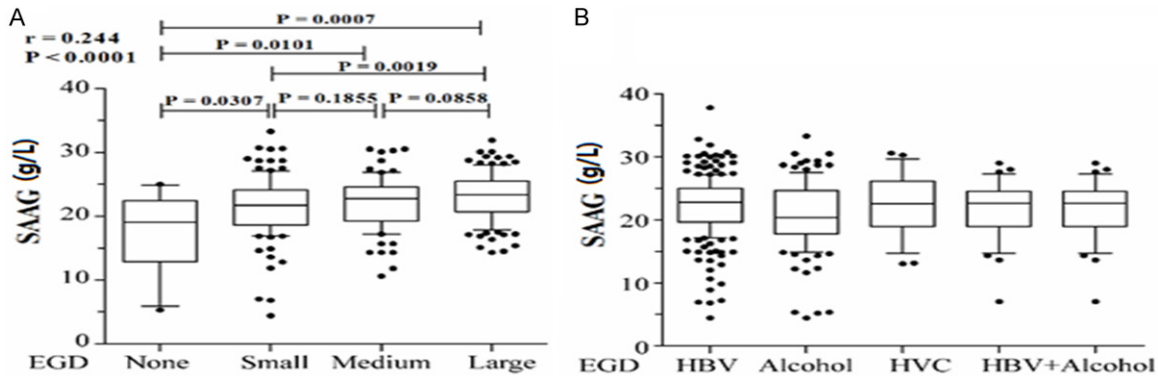 A
P = 0.0007
r = 0.244
P = 0.0101
P < 0.0001
P = 0.0019
P = 0.0307 P = 0.1855 P = 0.0858
40
30
20
10
0
SAAG (g/L)
EGD None Small Medium Large
B
40
30
20
10
0
SAAG (g/L)
EGD HBV Alcohol HVC HBV+Alcohol